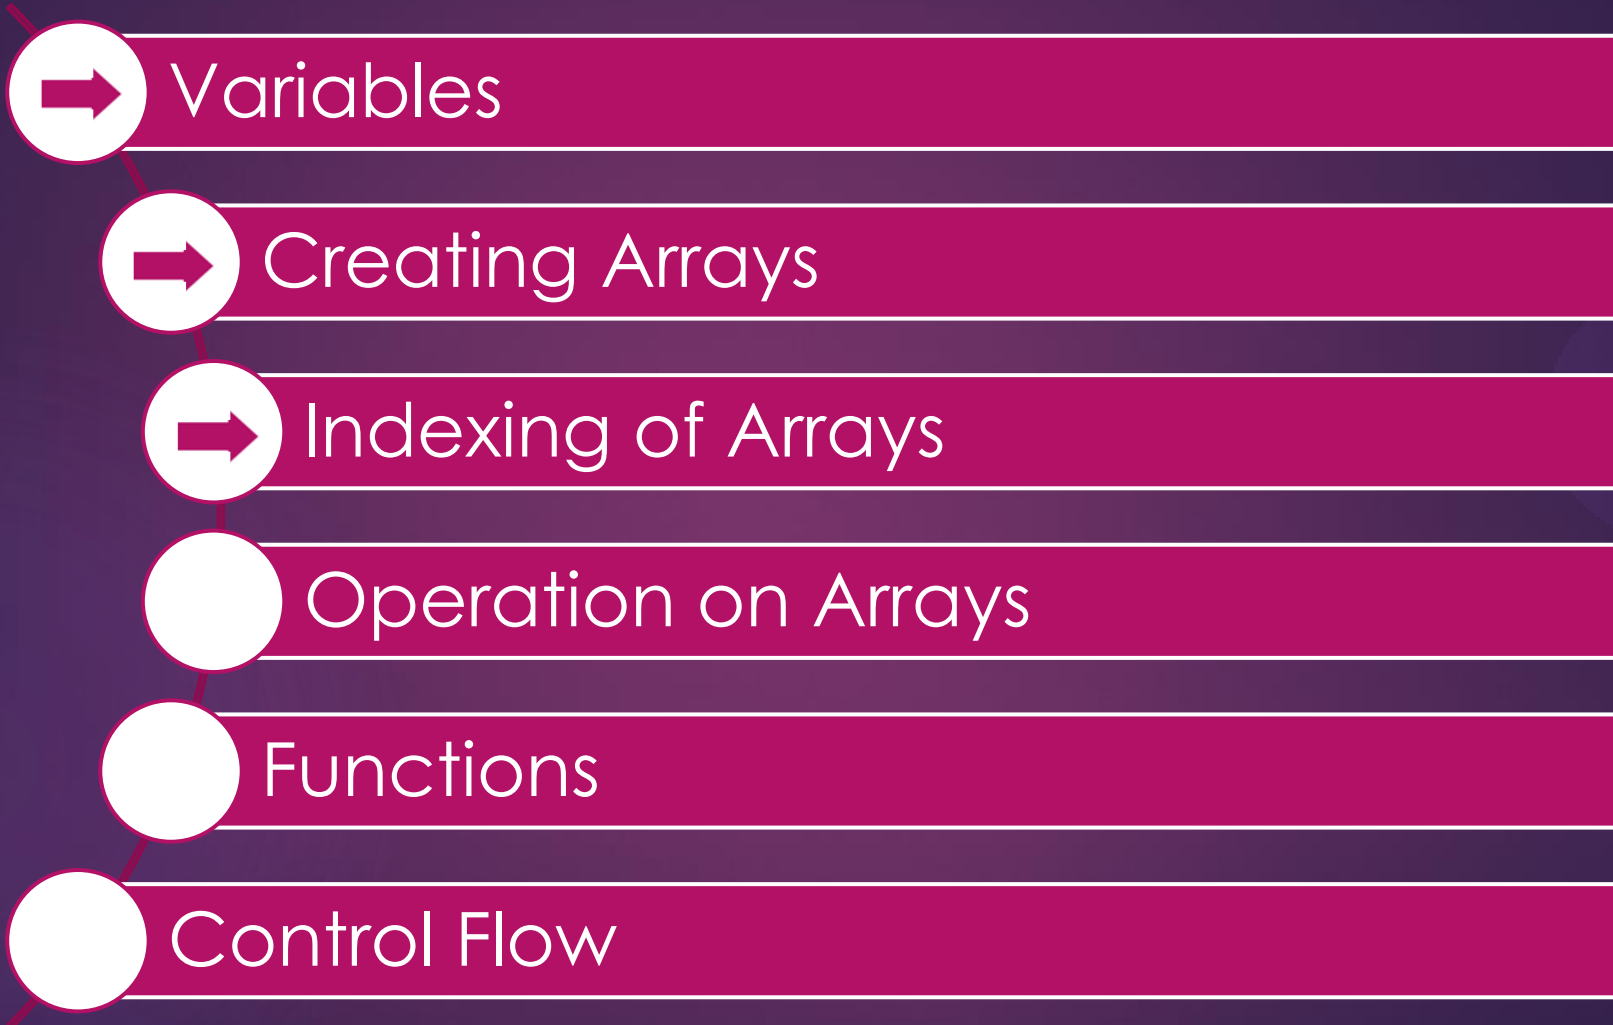 Variables
Creating Arrays
Indexing of Arrays
Operation on Arrays
Functions
Control Flow